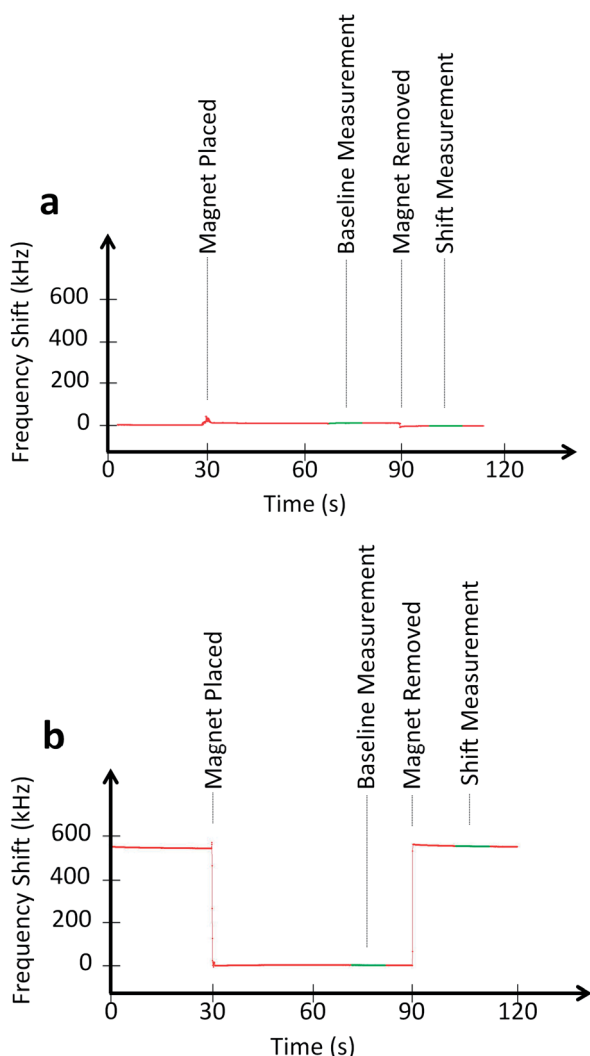 a
Magnet Placed
Baseline Measurement
Magnet Removed
Shift Measurement
Frequency Shift (kHz)
600
400
200
0
0 30 60 90 120
Time (s)
b
Magnet Placed
Baseline Measurement
Magnet Removed
Shift Measurement
Frequency Shift (kHz)
600
400
200
0
0 30 60 90 120
Time (s)